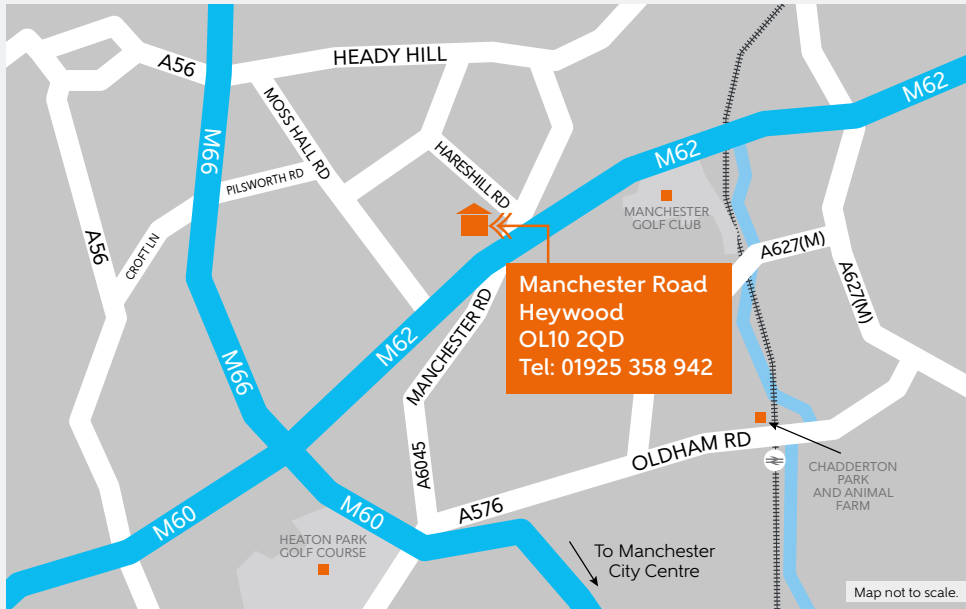 HEADY HILL
A56
M62
M66
MOSS HALL RD
HARESHILL RD
M62
PILSWORTH RD
MANCHESTER
GOLF CLUB
A56
CROFT LN
A627(M)
A627(M)
Manchester Road
Heywood
OL10 2QD
Tel: 01925 358 942
M62
MANCHESTER RD
M66
OLDHAM RD
A6045
A576
CHADDERTON
PARK
AND ANIMAL
FARM
M60
M60
HEATON PARK
GOLF COURSE
To Manchester
City Centre
Map not to scale.